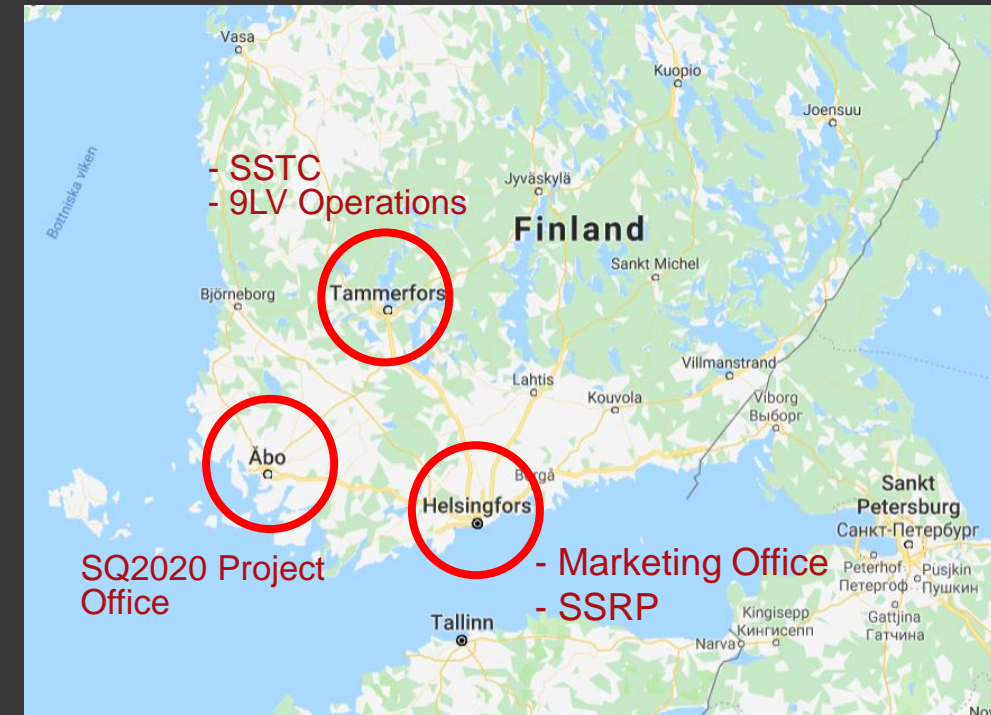 Vasa
Kuopio
Joensuu
Bottniska viken
- SSTC
- 9LV Operations
Jyväskylä
Finland
Sankt Michel
Björneborg
Tammerfors
Villmanstrand
Lahtis
Kouvola
Viborg
Выборг
Åbo
Borgå
Helsingfors
Sankt
Petersburg
Санкт-Петербург
SQ2020 Project
Office
- Marketing Office
- SSRP
Peterhof
Петергоф
Pusjkin
Пушкин
Tallinn
Kingisepp
Кингисепп
Gattjina
Гатчина
Narva
Nov